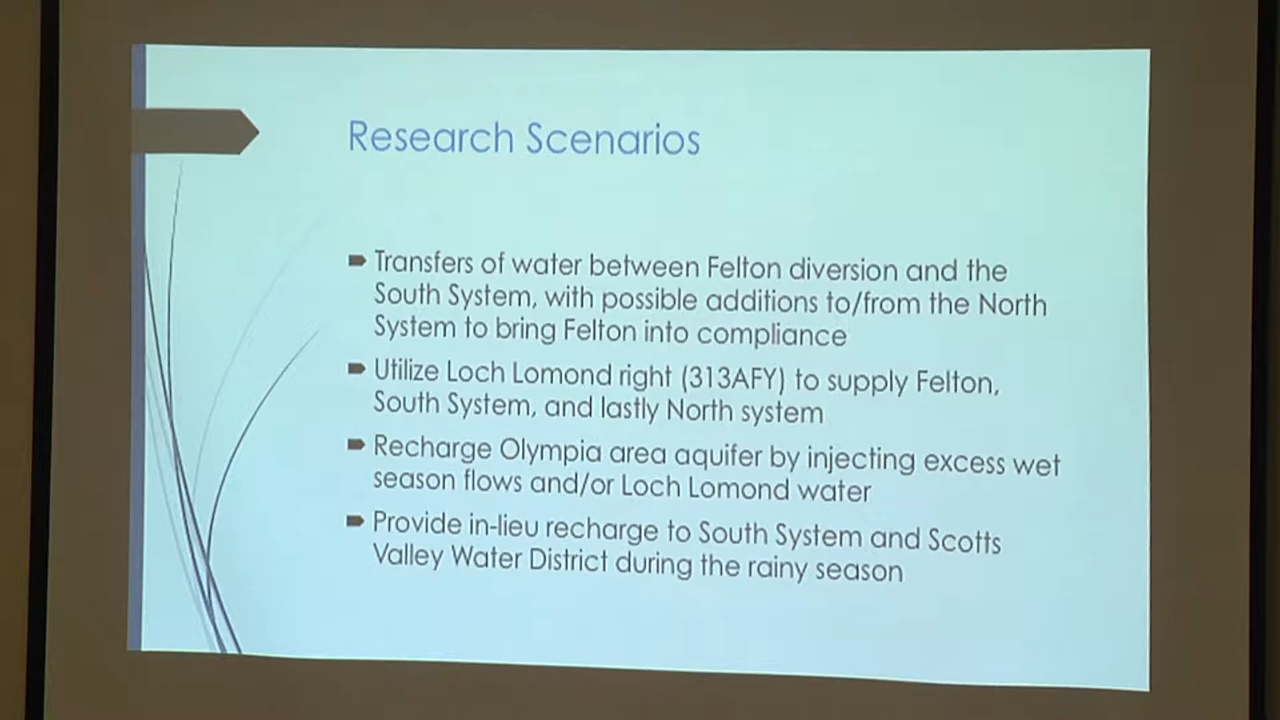 Research Scenarios
Transfers of water between Felton diversion and the
South System, with possible additions to/from the North
System to bring Felton into compliance
Utilize Loch Lomond right (313AFY) to supply Felton,
South System, and lastly North system
Recharge Olympia area aquifer by injecting excess wet
season flows and/or Loch Lomond water
Provide in-lieu recharge to South System and Scotts
Valley Water District during the rainy season